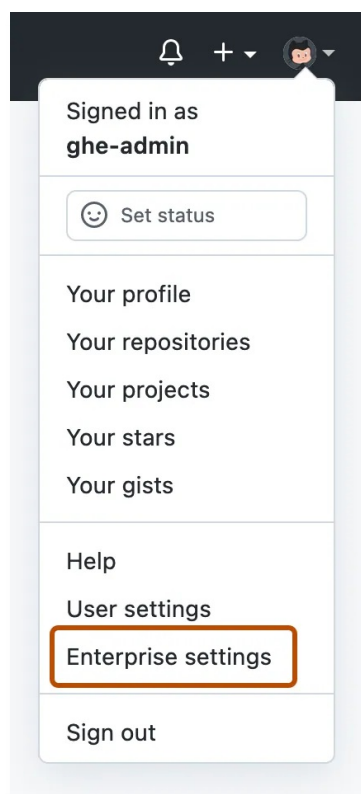 Signed in as
ghe-admin
Set status
Your profile
Your repositories
Your projects
Your stars
Your gists
Help
User settings
Enterprise settings
Sign out